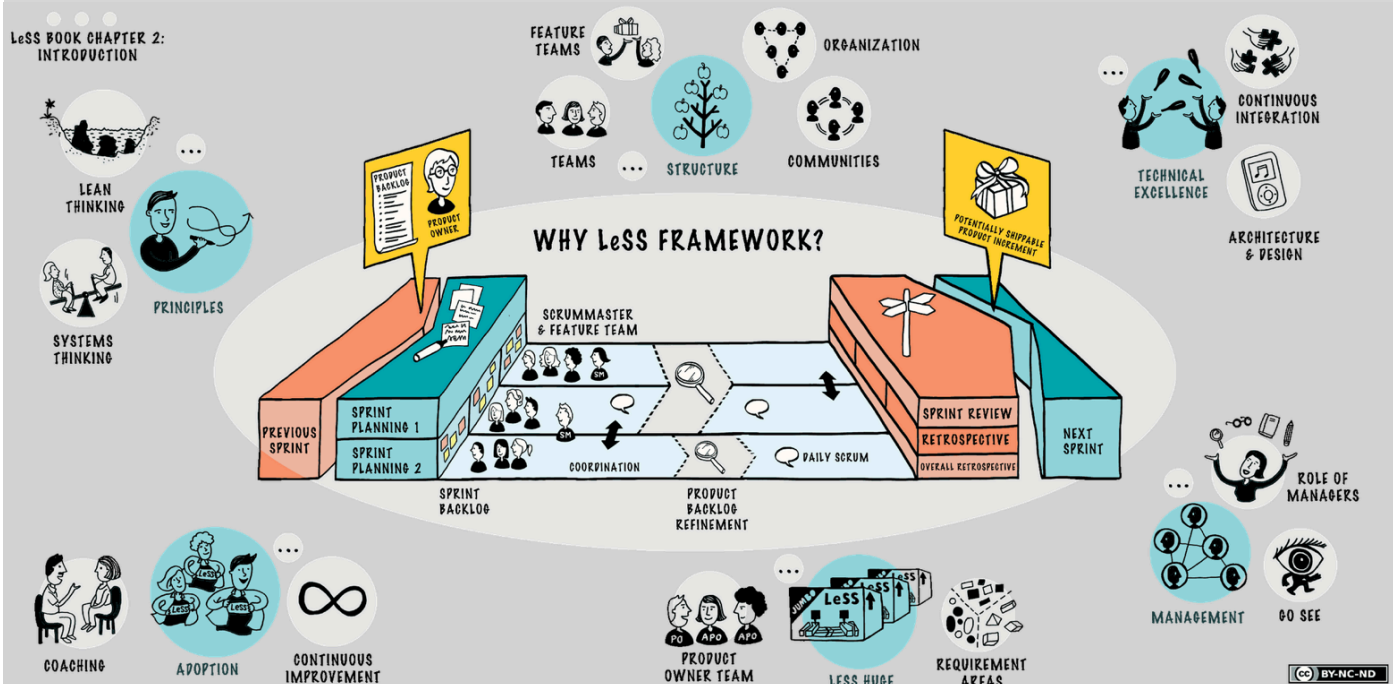 LeSS BOOK CHAPTER 2:
INTRODUCTION
FEATURE
TEAMS
ORGANIZATION
TEAMS
STRUCTURE
COMMUNITIES
CONTINUOUS
INTEGRATION
TECHNICAL
EXCELLENCE
ARCHITECTURE
& DESIGN
LEAN
THINKING
PRINCIPLES
SYSTEMS
THINKING
PRODUCT
BACKLOG
PRODUCT
OWNER
WHY LeSS FRAMEWORK?
POTENTIALLY SHIPPABLE
PRODUCT INCREMENT
SCRUMMASTER
& FEATURE TEAM
SM
SM
PREVIOUS
SPRINT
SPRINT
PLANNING 1
SPRINT
PLANNING 2
COORDINATION
DAILY SCRUM
SPRINT REVIEW
RETROSPECTIVE
OVERALL RETROSPECTIVE
NEXT
SPRINT
SPRINT
BACKLOG
PRODUCT
BACKLOG
REFINEMENT
ROLE OF
MANAGERS
MANAGEMENT
GO SEE
COACHING
LeSS
LeSS
LeSS
ADOPTION
CONTINUOUS
IMPROVEMENT
PO
APO
APO
PRODUCT
OWNER TEAM
JUMBO
LeSS
LeSS
LeSS
LESS HUGE
REQUIREMENT
AREAS
cc BY-NC-ND